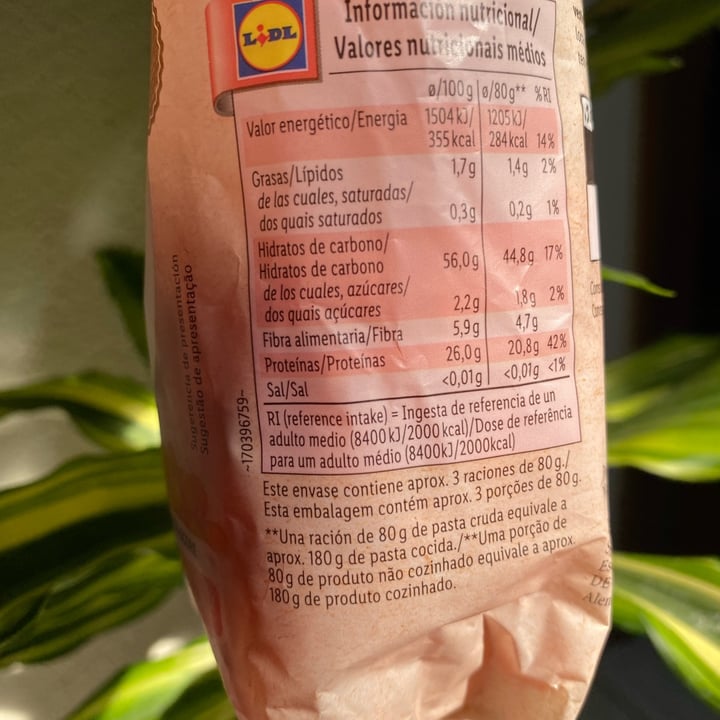 LIDL
Información nutricional/
Valores nutricionais médios
ø/100g ø/80g** %RI
Valor energético/Energia 1504 kJ/ 1205 kJ/
355 kcal 284 kcal 14%
Grasas/Lípidos 1,7g 1,4g 2%
de las cuales, saturadas/
dos quais saturados 0,3g 0,2g 1%
Hidratos de carbono/
Hidratos de carbono 56,0g 44,8g 17%
de los cuales, azúcares/
dos quais açúcares 2,2g 1,8g 2%
Fibra alimentaria/Fibra 5,9g 4,7g
Proteínas/Proteínas 26,0g 20,8g 42%
Sal/Sal <0,01g <0,01g <1%
RI (reference intake) = Ingesta de referencia de un
adulto medio (8400 kJ/2000 kcal)/Dose de referência
para um adulto médio (8400kJ/2000kcal)
Este envase contiene aprox. 3 raciones de 80g./
Esta embalagem contém aprox. 3 porções de 80g.
**Una ración de 80g de pasta cruda equivale a
aprox. 180g de pasta cocida./**Uma porção de
80g de produto não cozinhado equivale a aprox.
180g de produto cozinhado.
Sugerencia de presentación
Sugestão de apresentação
~170396759~